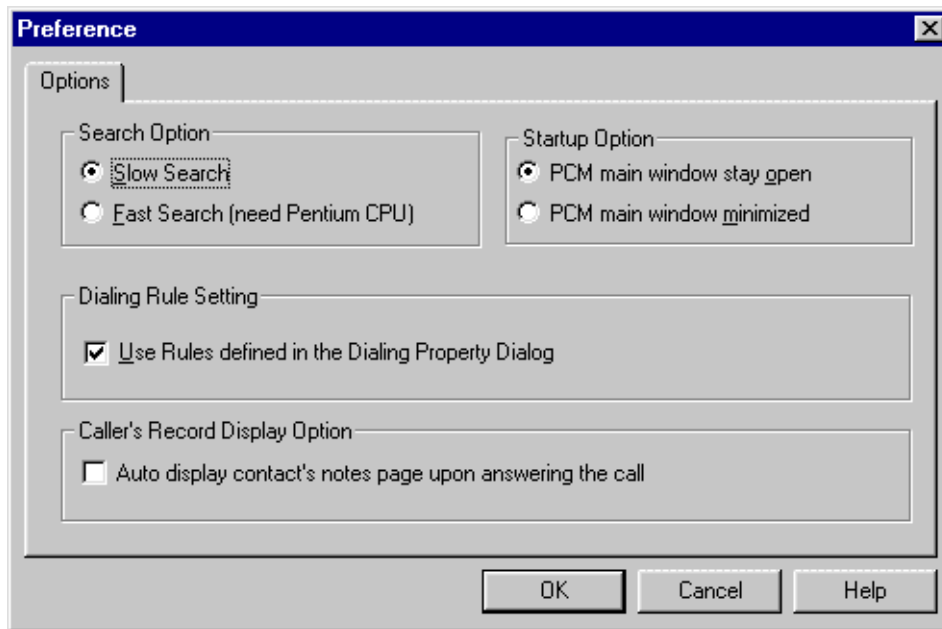 Preference
Options
Search Option
Slow Search
Fast Search (need Pentium CPU)
Startup Option
PCM main window stay open
PCM main window minimized
Dialing Rule Setting
Use Rules defined in the Dialing Property Dialog
Caller's Record Display Option
Auto display contact's notes page upon answering the call
OK
Cancel
Help